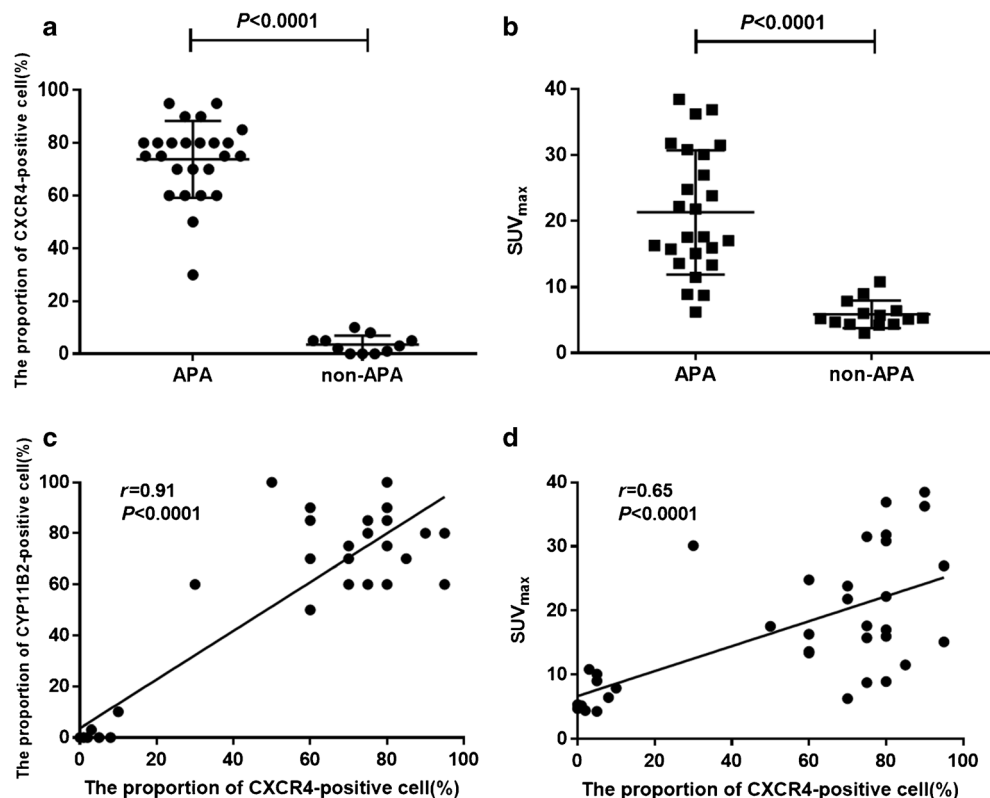 a
P<0.0001
The proportion of CXCR4-positive cell(%)
100
80
60
40
20
0
APA
non-APA
b
P<0.0001
SUVmax
40
30
20
10
0
APA
non-APA
c
r=0.91
P<0.0001
The proportion of CYP11B2-positive cell(%)
100
80
60
40
20
0
0
20
40
60
80
100
The proportion of CXCR4-positive cell(%)
d
r=0.65
P<0.0001
SUVmax
40
30
20
10
0
0
20
40
60
80
100
The proportion of CXCR4-positive cell(%)